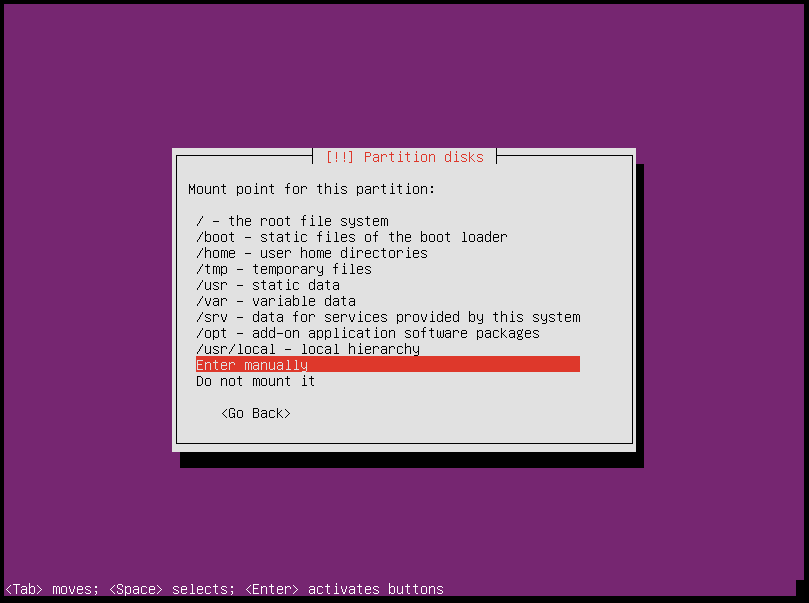 [!!] Partition disks
Mount point for this partition:
/ - the root file system
/boot - static files of the boot loader
/home - user home directories
/tmp - temporary files
/usr - static data
/var - variable data
/srv - data for services provided by this system
/opt - add-on application software packages
/usr/local - local hierarchy
Enter manually
Do not mount it
<Go Back>
<Tab> moves; <Space> selects; <Enter> activates buttons